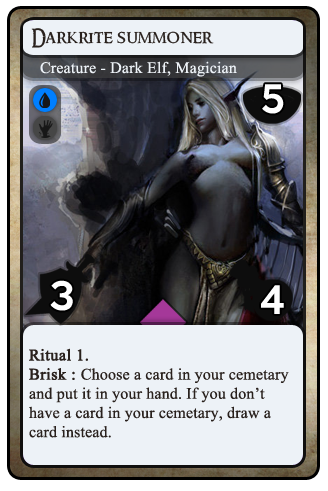 Darkrite summoner
Creature - Dark Elf, Magician
5
3
4
Ritual 1.
Brisk : Choose a card in your cemetary
and put it in your hand. If you don't
have a card in your cemetary, draw a
card instead.